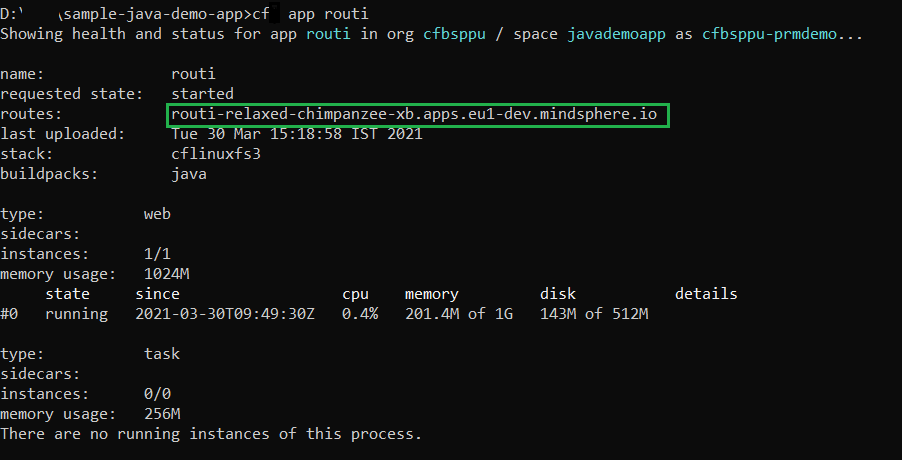 D:\ \sample-java-demo-app>cf app routi
Showing health and status for app routi in org cfbsppu / space javademoapp as cfbsppu-prmdemo...
name: routi
requested state: started
routes: routi-relaxed-chimpanzee-xb.apps.eu1-dev.mindsphere.io
last uploaded: Tue 30 Mar 15:18:58 IST 2021
stack: cflinuxfs3
buildpacks: java
type: web
sidecars:
instances: 1/1
memory usage: 1024M
state since cpu memory disk details
#0 running 2021-03-30T09:49:30Z 0.4% 201.4M of 1G 143M of 512M
type: task
sidecars:
instances: 0/0
memory usage: 256M
There are no running instances of this process.